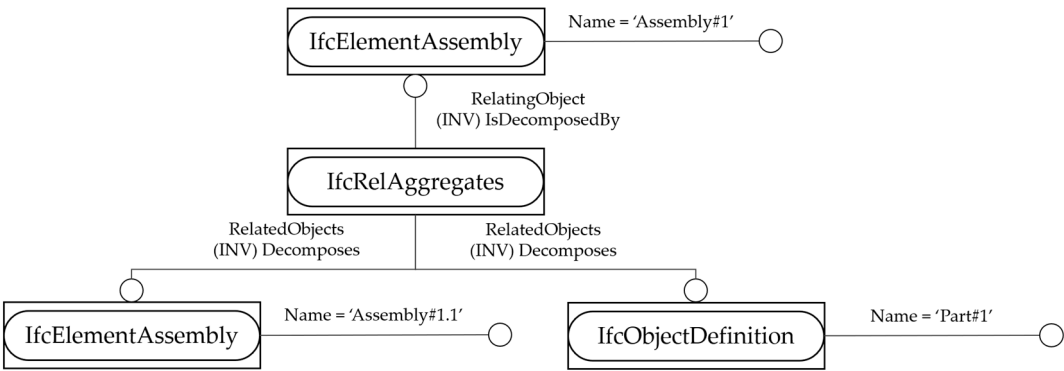 IfcElementAssembly
Name = ‘Assembly#1’
RelatingObject
(INV) IsDecomposedBy
IfcRelAggregates
RelatedObjects
(INV) Decomposes
RelatedObjects
(INV) Decomposes
IfcElementAssembly
Name = ‘Assembly#1.1’
IfcObjectDefinition
Name = ‘Part#1’